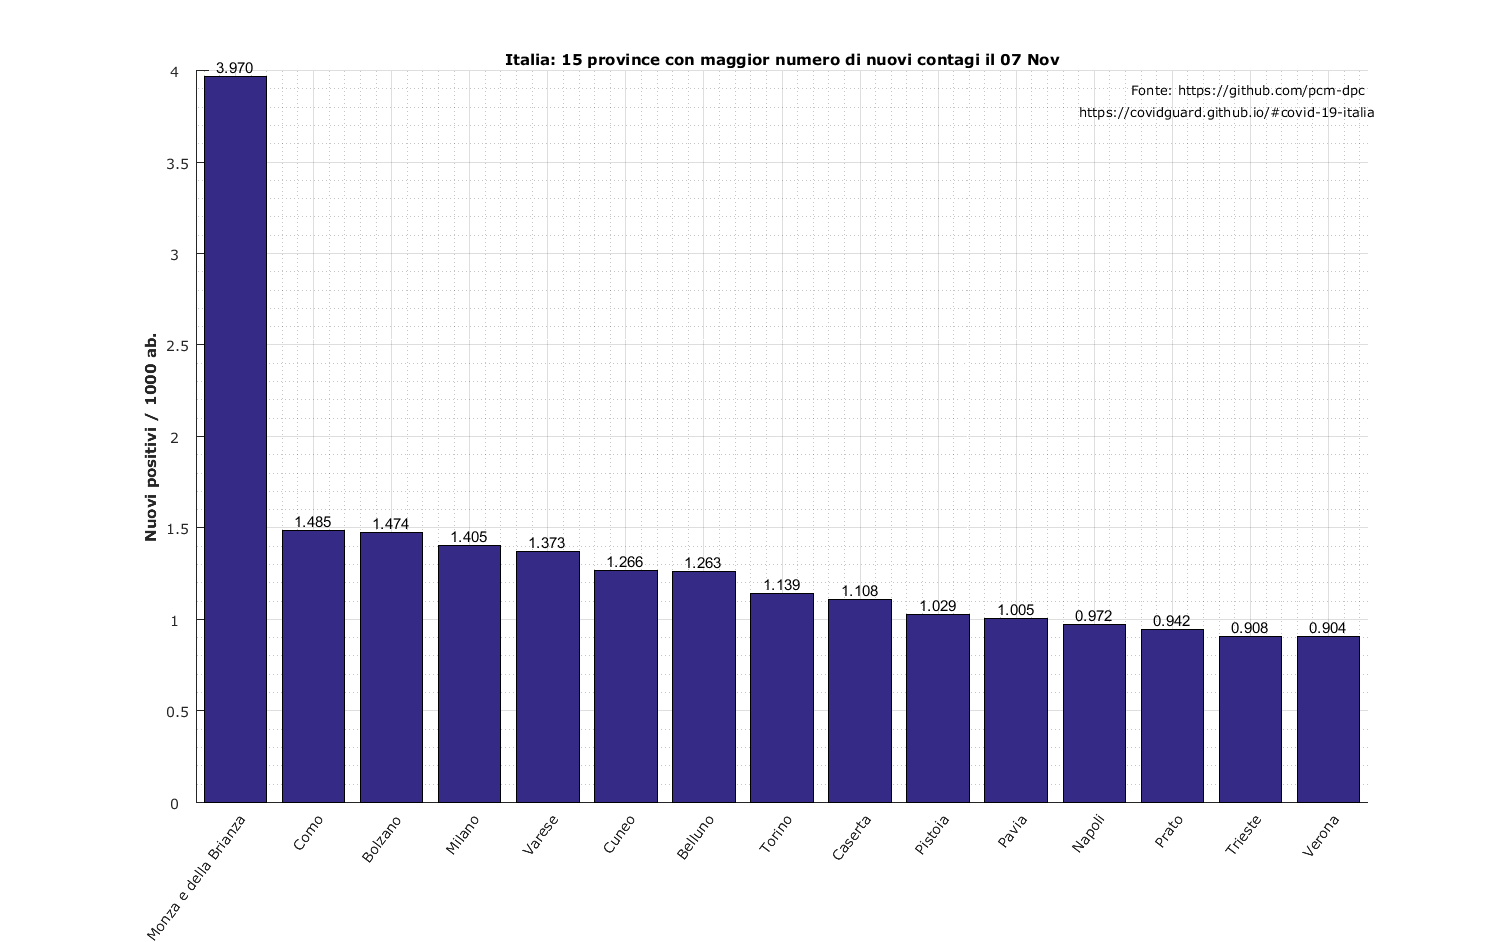 Italia: 15 province con maggior numero di nuovi contagi il 07 Nov
Fonte: https://github.com/pcm-dpc
https://covidguard.github.io/#covid-19-italia
Nuovi positivi / 1000 ab.
4
3.5
3
2.5
2
1.5
1
0.5
0
3.970
1.485
1.474
1.405
1.373
1.266
1.263
1.139
1.108
1.029
1.005
0.972
0.942
0.908
0.904
Monza e della Brianza
Como
Bolzano
Milano
Varese
Cuneo
Belluno
Torino
Caserta
Pistoia
Pavia
Napoli
Prato
Trieste
Verona